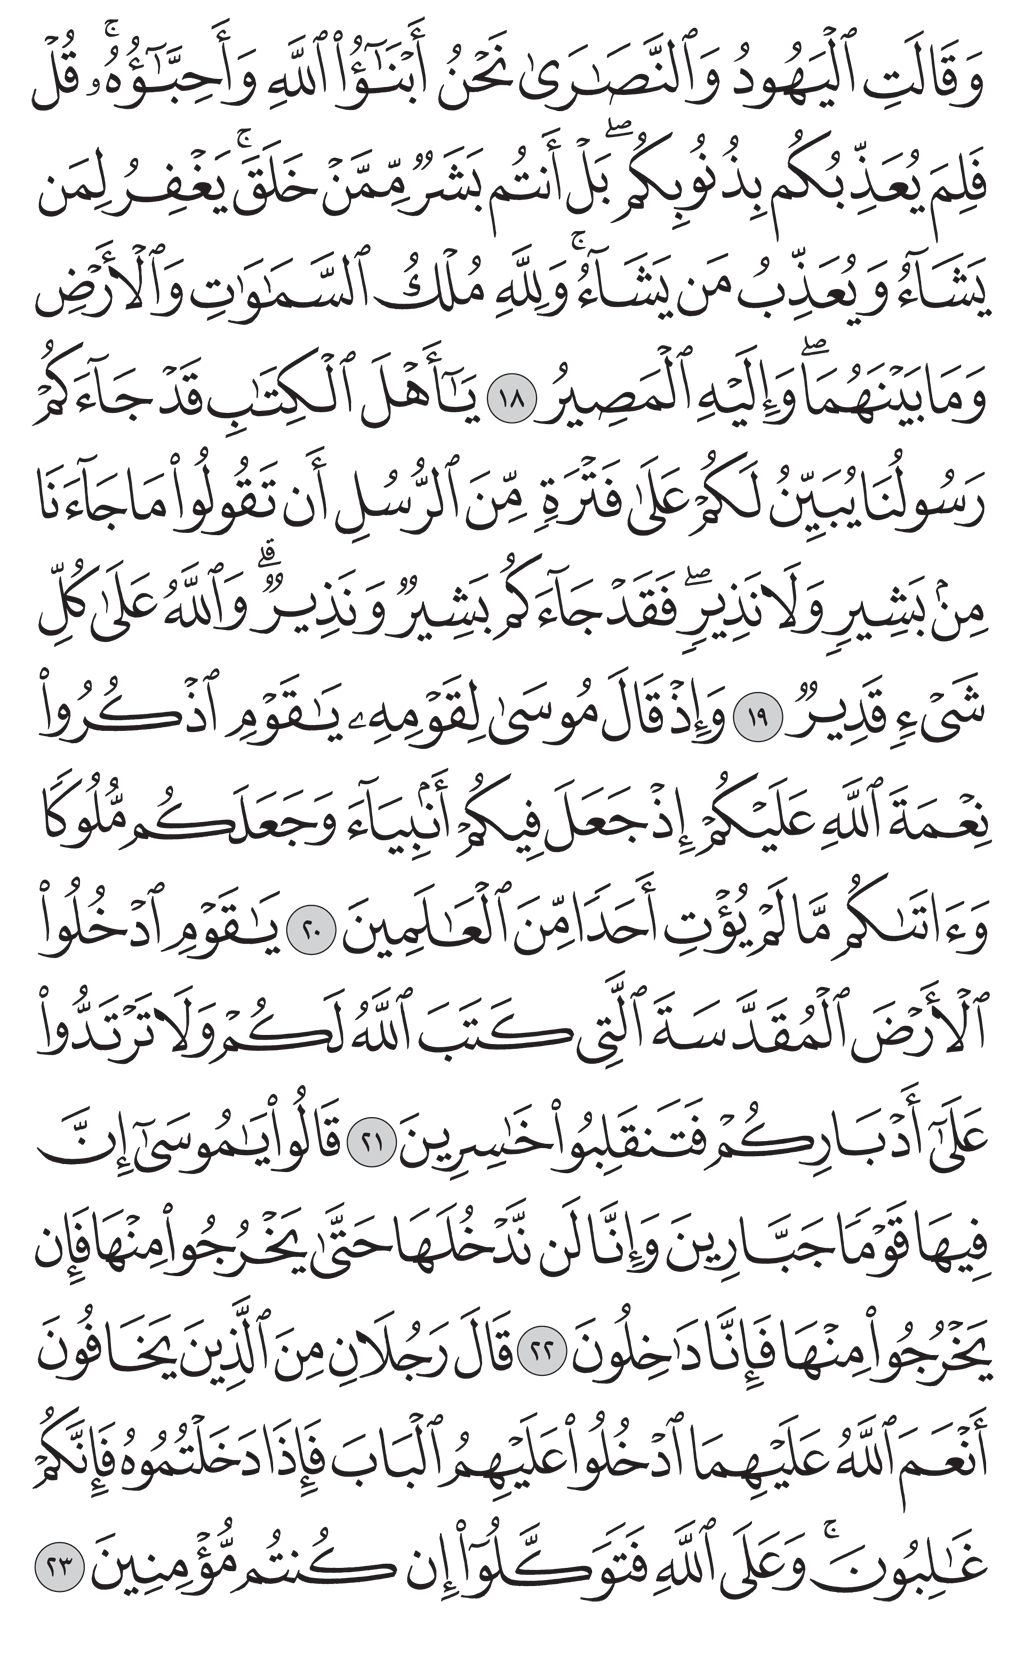 وَقَالَتِ ٱلْيَهُودُ وَٱلنَّصَٰرَىٰ نَحْنُ أَبْنَٰٓؤُا۟ ٱللَّهِ وَأَحِبَّٰٓؤُهُۥ ۚ قُلْ
فَلِمَ يُعَذِّبُكُم بِذُنُوبِكُم ۖ بَلْ أَنتُم بَشَرٌ مِّمَّنْ خَلَقَ ۚ يَغْفِرُ لِمَن
يَشَآءُ وَيُعَذِّبُ مَن يَشَآءُ ۚ وَلِلَّهِ مُلْكُ ٱلسَّمَٰوَٰتِ وَٱلْأَرْضِ
وَمَا بَيْنَهُمَا ۖ وَإِلَيْهِ ٱلْمَصِيرُ ١٨ يَٰٓأَهْلَ ٱلْكِتَٰبِ قَدْ جَآءَكُمْ
رَسُولُنَا يُبَيِّنُ لَكُمْ عَلَىٰ فَتْرَةٍ مِّنَ ٱلرُّسُلِ أَن تَقُولُوا۟ مَا جَآءَنَا
مِنۢ بَشِيرٍ وَلَا نَذِيرٍ ۖ فَقَدْ جَآءَكُم بَشِيرٌ وَنَذِيرٌ ۗ وَٱللَّهُ عَلَىٰ كُلِّ
شَىْءٍ قَدِيرٌ ١٩ وَإِذْ قَالَ مُوسَىٰ لِقَوْمِهِۦ يَٰقَوْمِ ٱذْكُرُوا۟
نِعْمَةَ ٱللَّهِ عَلَيْكُمْ إِذْ جَعَلَ فِيكُمْ أَنۢبِيَآءَ وَجَعَلَكُم مُّلُوكًا
وَءَاتَىٰكُم مَّا لَمْ يُؤْتِ أَحَدًا مِّنَ ٱلْعَٰلَمِينَ ٢٠ يَٰقَوْمِ ٱدْخُلُوا۟
ٱلْأَرْضَ ٱلْمُقَدَّسَةَ ٱلَّتِى كَتَبَ ٱللَّهُ لَكُمْ وَلَا تَرْتَدُّوا۟
عَلَىٰٓ أَدْبَارِكُمْ فَتَنقَلِبُوا۟ خَٰسِرِينَ ٢١ قَالُوا۟ يَٰمُوسَىٰٓ إِنَّ
فِيهَا قَوْمًا جَبَّارِينَ وَإِنَّا لَن نَّدْخُلَهَا حَتَّىٰ يَخْرُجُوا۟ مِنْهَا فَإِن
يَخْرُجُوا۟ مِنْهَا فَإِنَّا دَٰخِلُونَ ٢٢ قَالَ رَجُلَانِ مِنَ ٱلَّذِينَ يَخَافُونَ
أَنْعَمَ ٱللَّهُ عَلَيْهِمَا ٱدْخُلُوا۟ عَلَيْهِمُ ٱلْبَابَ فَإِذَا دَخَلْتُمُوهُ فَإِنَّكُمْ
غَٰلِبُونَ ۚ وَعَلَى ٱللَّهِ فَتَوَكَّلُوٓا۟ إِن كُنتُم مُّؤْمِنِينَ ٢٣